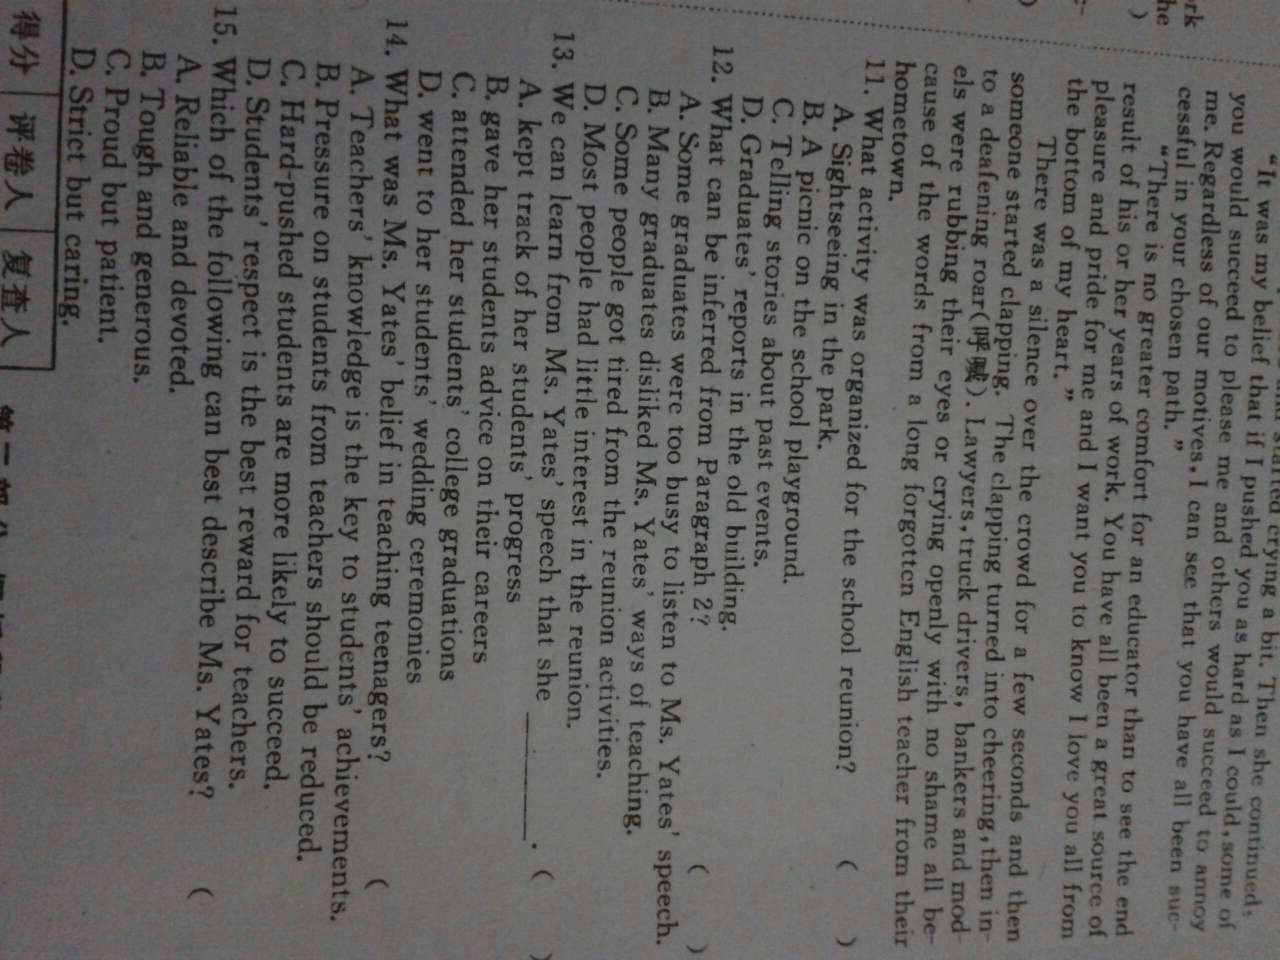 crying a bit. Then she continued:
"It was my belief that if I pushed you as hard as I could, some of
you would succeed to please me and others would succeed to annoy
me. Regardless of our motives, I can see that you have all been suc-
cessful in your chosen path."
"There is no greater comfort for an educator than to see the end
result of his or her years of work. You have all been a great source of
pleasure and pride for me and I want you to know I love you all from
the bottom of my heart."
There was a silence over the crowd for a few seconds and then
someone started clapping. The clapping turned into cheering, then in-
to a deafening roar(呼喊). Lawyers, truck drivers, bankers and mod-
els were rubbing their eyes or crying openly with no shame all be-
cause of the words from a long forgotten English teacher from their
hometown.
11. What activity was organized for the school reunion? ( )
A. Sightseeing in the park.
B. A picnic on the school playground.
C. Telling stories about past events.
D. Graduates' reports in the old building.
12. What can be inferred from Paragraph 2? ( )
A. Some graduates were too busy to listen to Ms. Yates' speech.
B. Many graduates disliked Ms. Yates' ways of teaching.
C. Some people got tired from the reunion activities.
D. Most people had little interest in the reunion.
13. We can learn from Ms. Yates' speech that she ________. ( )
A. kept track of her students' progress
B. gave her students advice on their careers
C. attended her students' college graduations
D. went to her students' wedding ceremonies
14. What was Ms. Yates' belief in teaching teenagers? (
A. Teachers' knowledge is the key to students' achievements.
B. Pressure on students from teachers should be reduced.
C. Hard-pushed students are more likely to succeed.
D. Students' respect is the best reward for teachers.
15. Which of the following can best describe Ms. Yates? (
A. Reliable and devoted.
B. Tough and generous.
C. Proud but patient.
D. Strict but caring.
得分 评卷人 复查人